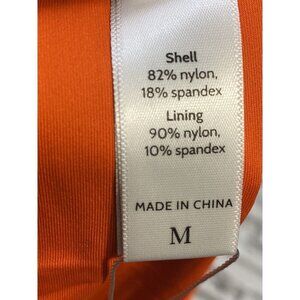 Shell
82% nylon,
18% spandex
Lining
90% nylon,
10% spandex
MADE IN CHINA
M